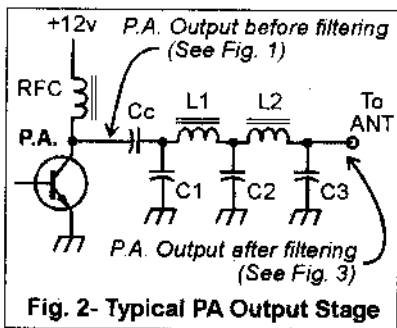 +12v
P.A. Output before filtering
(See Fig. 1)
RFC
Cc
L1
L2
To
ANT
P.A.
C1
C2
C3
P.A. Output after filtering
(See Fig. 3)
Fig. 2- Typical PA Output Stage